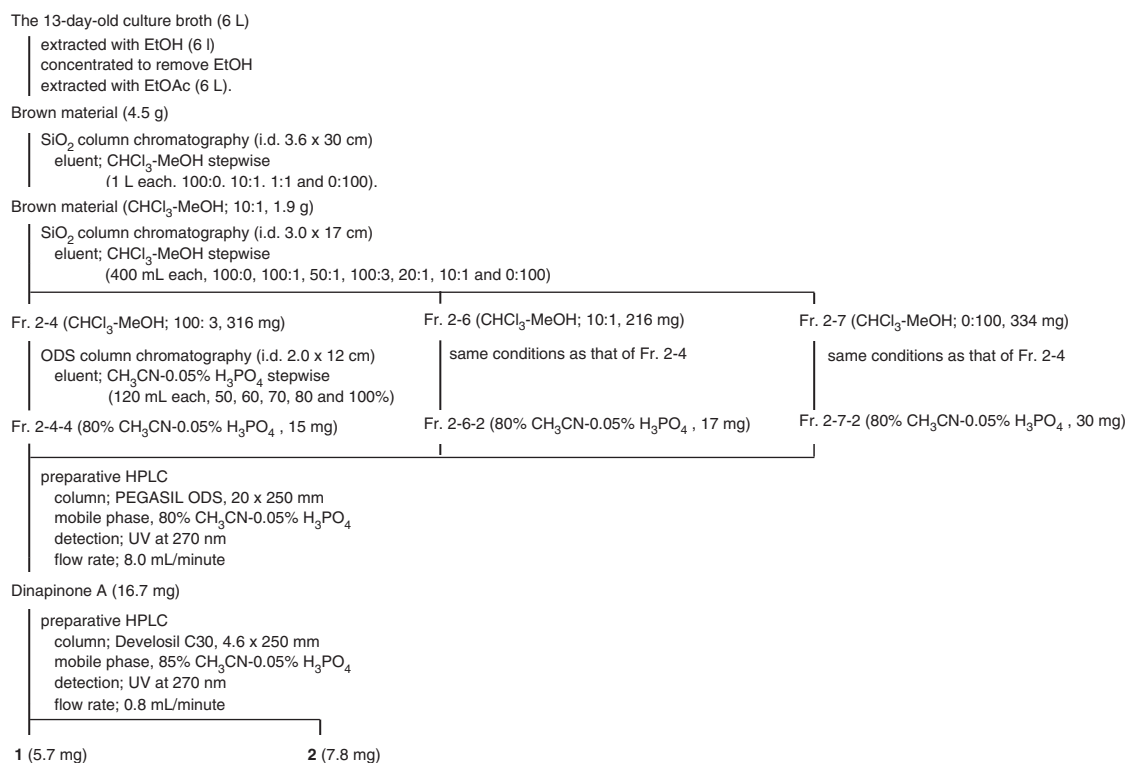 The 13-day-old culture broth (6 L)
extracted with EtOH (6 l)
concentrated to remove EtOH
extracted with EtOAc (6 L).
Brown material (4.5 g)
SiO₂ column chromatography (i.d. 3.6 x 30 cm)
eluent; CHCl₃-MeOH stepwise
(1 L each. 100:0. 10:1. 1:1 and 0:100).
Brown material (CHCl₃-MeOH; 10:1, 1.9 g)
SiO₂ column chromatography (i.d. 3.0 x 17 cm)
eluent; CHCl₃-MeOH stepwise
(400 mL each, 100:0, 100:1, 50:1, 100:3, 20:1, 10:1 and 0:100)
Fr. 2-4 (CHCl₃-MeOH; 100: 3, 316 mg) Fr. 2-6 (CHCl₃-MeOH; 10:1, 216 mg) Fr. 2-7 (CHCl₃-MeOH; 0:100, 334 mg)
ODS column chromatography (i.d. 2.0 x 12 cm) same conditions as that of Fr. 2-4 same conditions as that of Fr. 2-4
eluent; CH₃CN-0.05% H₃PO₄ stepwise
(120 mL each, 50, 60, 70, 80 and 100%)
Fr. 2-4-4 (80% CH₃CN-0.05% H₃PO₄ , 15 mg) Fr. 2-6-2 (80% CH₃CN-0.05% H₃PO₄ , 17 mg) Fr. 2-7-2 (80% CH₃CN-0.05% H₃PO₄ , 30 mg)
preparative HPLC
column; PEGASIL ODS, 20 x 250 mm
mobile phase, 80% CH₃CN-0.05% H₃PO₄
detection; UV at 270 nm
flow rate; 8.0 mL/minute
Dinapinone A (16.7 mg)
preparative HPLC
column; Develosil C30, 4.6 x 250 mm
mobile phase, 85% CH₃CN-0.05% H₃PO₄
detection; UV at 270 nm
flow rate; 0.8 mL/minute
1 (5.7 mg) 2 (7.8 mg)